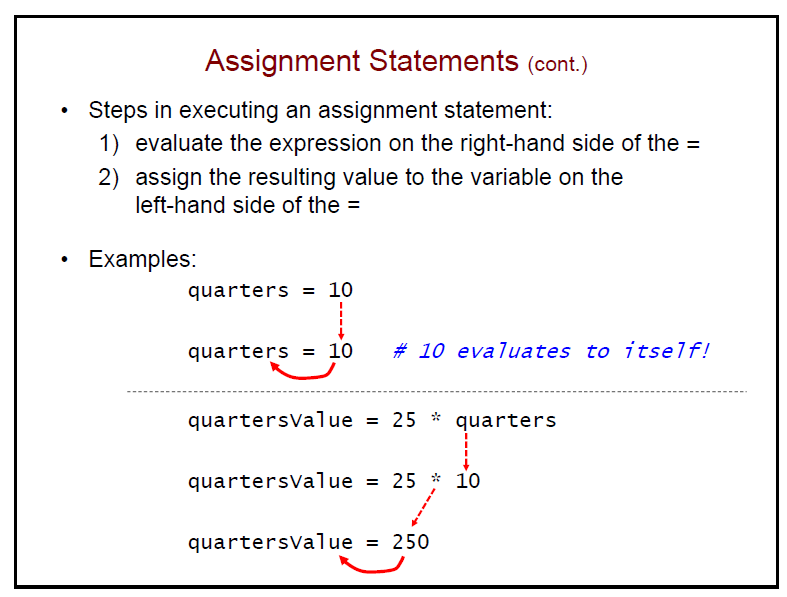 Assignment Statements (cont.)
• Steps in executing an assignment statement:
1) evaluate the expression on the right-hand side of the =
2) assign the resulting value to the variable on the
left-hand side of the =
• Examples:
quarters = 10
quarters = 10 # 10 evaluates to itself!
quartersValue = 25 * quarters
quartersValue = 25 * 10
quartersValue = 250